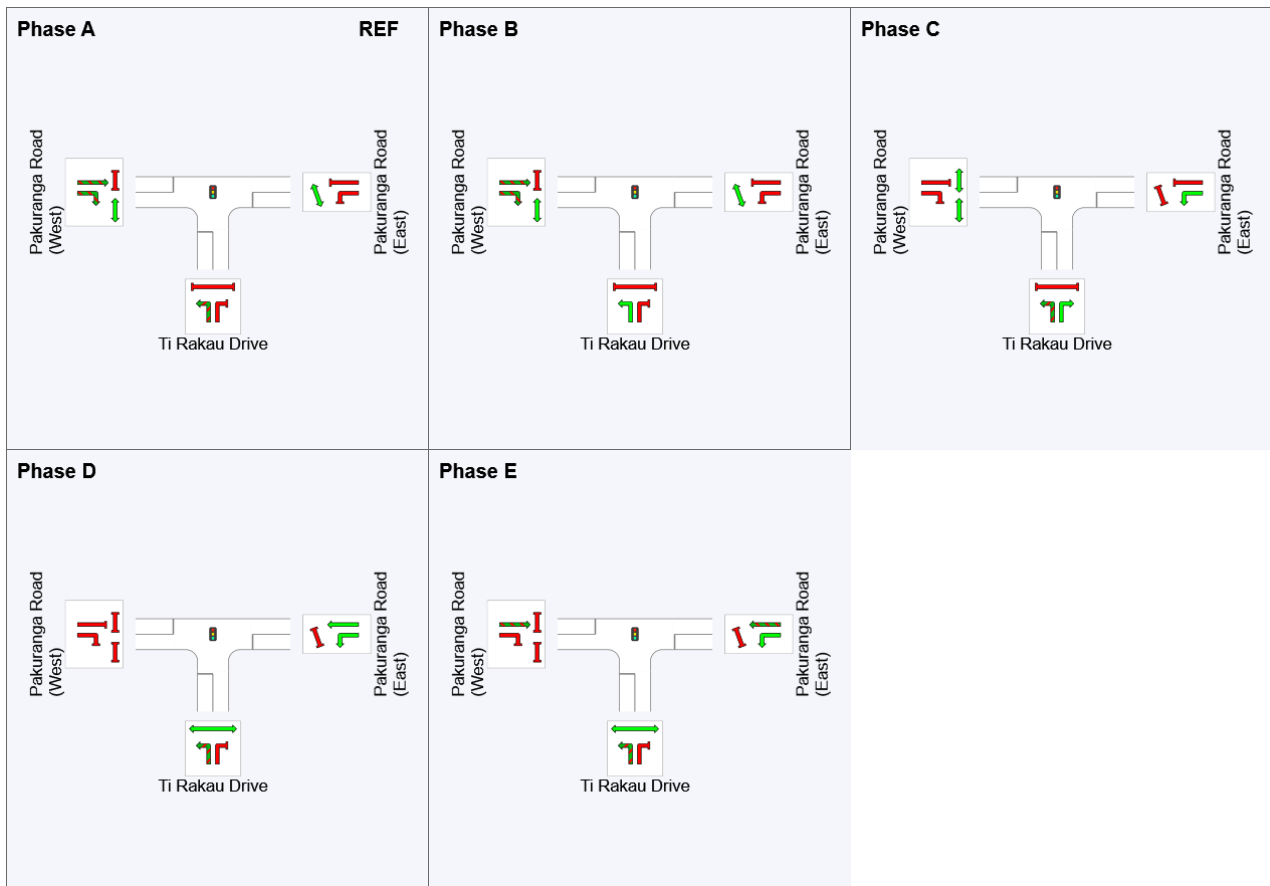 Phase A REF
Pakuranga Road
(West)
Pakuranga Road
(East)
Ti Rakau Drive
Phase B
Pakuranga Road
(West)
Pakuranga Road
(East)
Ti Rakau Drive
Phase C
Pakuranga Road
(West)
Pakuranga Road
(East)
Ti Rakau Drive
Phase D
Pakuranga Road
(West)
Pakuranga Road
(East)
Ti Rakau Drive
Phase E
Pakuranga Road
(West)
Pakuranga Road
(East)
Ti Rakau Drive